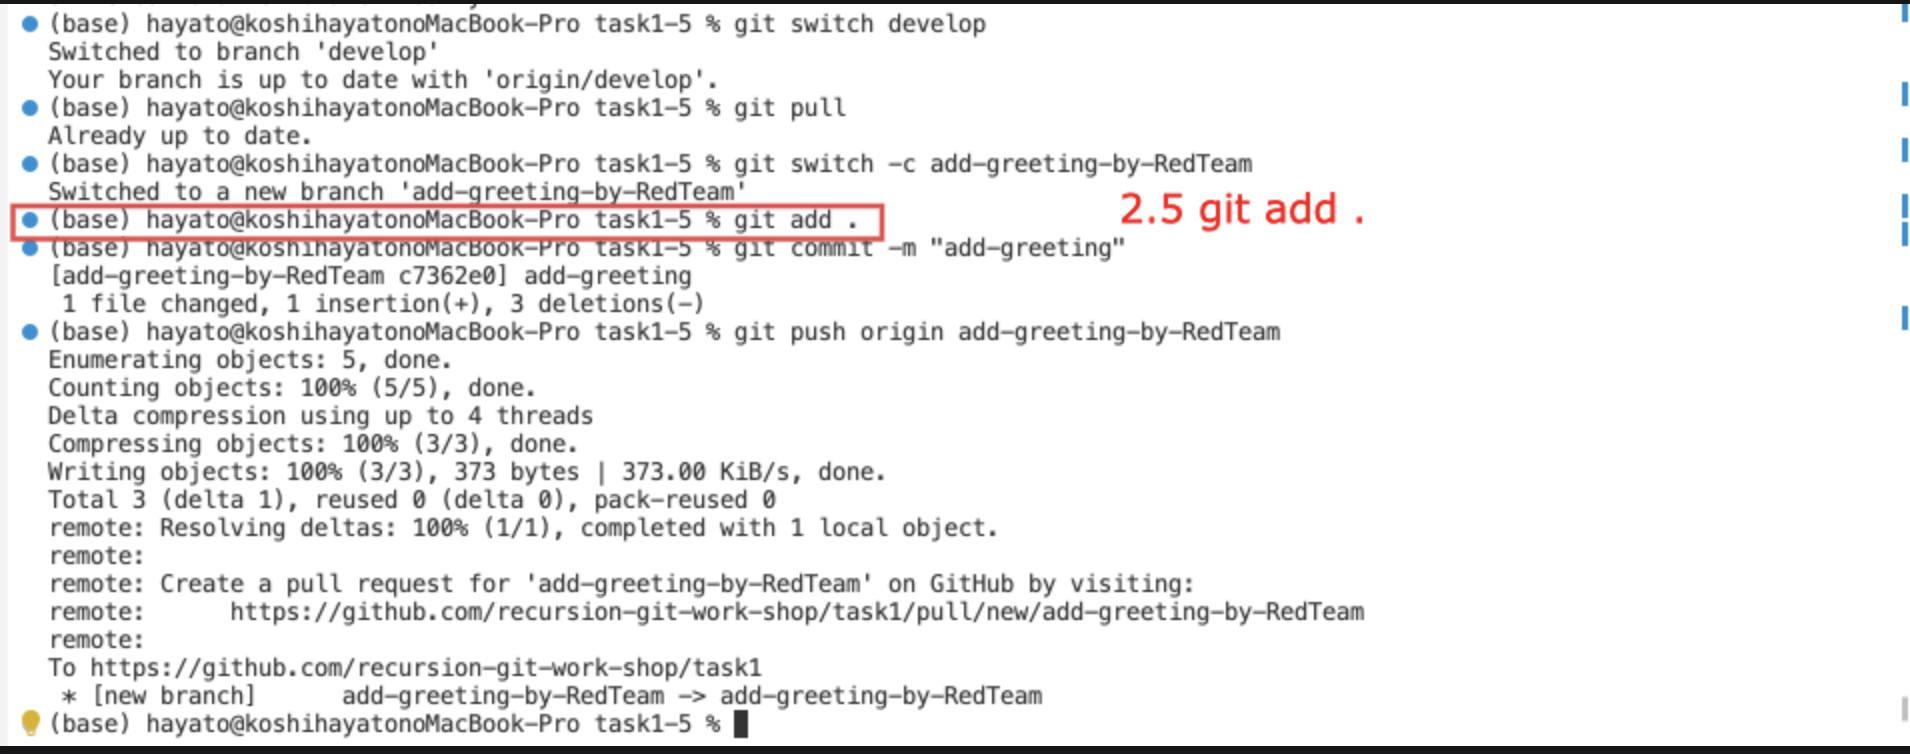 (base) hayato@koshihayatonoMacBook-Pro task1-5 % git switch develop
Switched to branch 'develop'
Your branch is up to date with 'origin/develop'.
(base) hayato@koshihayatonoMacBook-Pro task1-5 % git pull
Already up to date.
(base) hayato@koshihayatonoMacBook-Pro task1-5 % git switch -c add-greeting-by-RedTeam
Switched to a new branch 'add-greeting-by-RedTeam'
(base) hayato@koshihayatonoMacBook-Pro task1-5 % git add .
2.5 git add .
(base) hayato@koshihayatonoMacBook-Pro task1-5 % git commit -m "add-greeting"
[add-greeting-by-RedTeam c7362e0] add-greeting
1 file changed, 1 insertion(+), 3 deletions(-)
(base) hayato@koshihayatonoMacBook-Pro task1-5 % git push origin add-greeting-by-RedTeam
Enumerating objects: 5, done.
Counting objects: 100% (5/5), done.
Delta compression using up to 4 threads
Compressing objects: 100% (3/3), done.
Writing objects: 100% (3/3), 373 bytes | 373.00 KiB/s, done.
Total 3 (delta 1), reused 0 (delta 0), pack-reused 0
remote: Resolving deltas: 100% (1/1), completed with 1 local object.
remote:
remote: Create a pull request for 'add-greeting-by-RedTeam' on GitHub by visiting:
remote:      https://github.com/recursion-git-work-shop/task1/pull/new/add-greeting-by-RedTeam
remote:
To https://github.com/recursion-git-work-shop/task1
* [new branch]      add-greeting-by-RedTeam -> add-greeting-by-RedTeam
(base) hayato@koshihayatonoMacBook-Pro task1-5 %